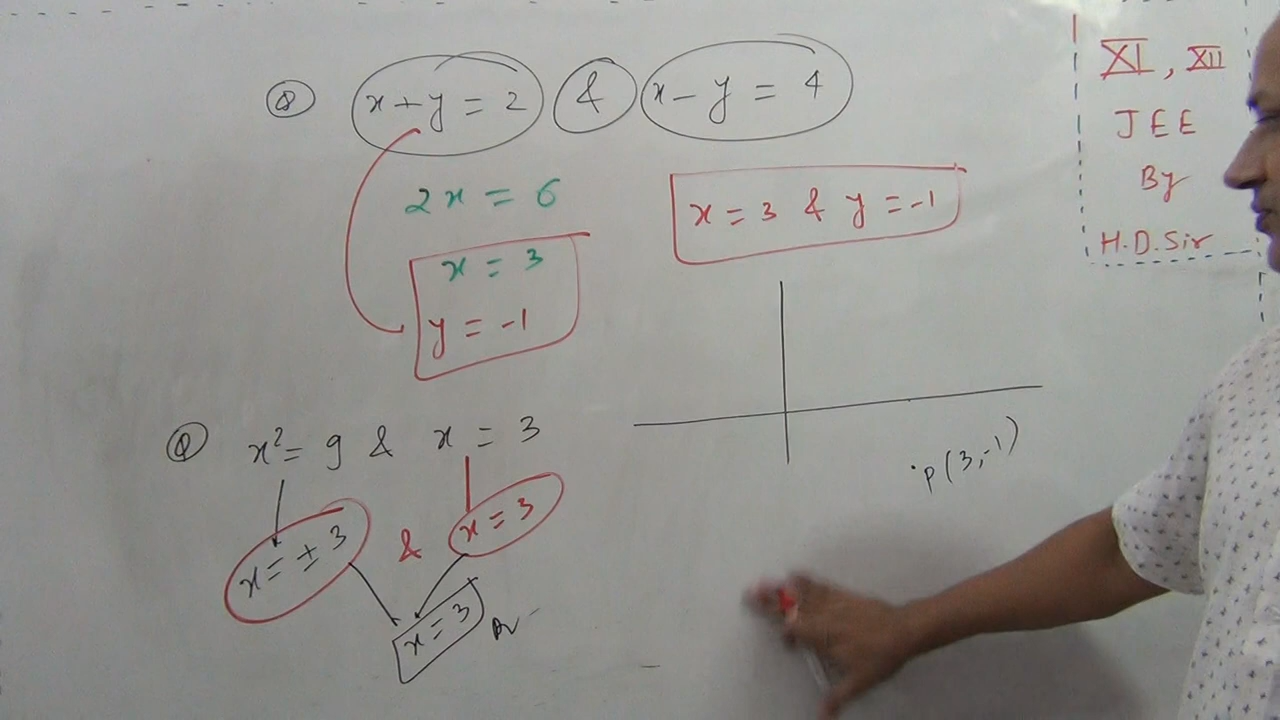 Q x + y = 2 & x - y = 4
2x = 6
x = 3
y = -1
x = 3 & y = -1
P(3,-1)
Q x² = 9 & x = 3
x = ±3 & x = 3
x = 3
XI, XII
JEE
By
H.D.Sir